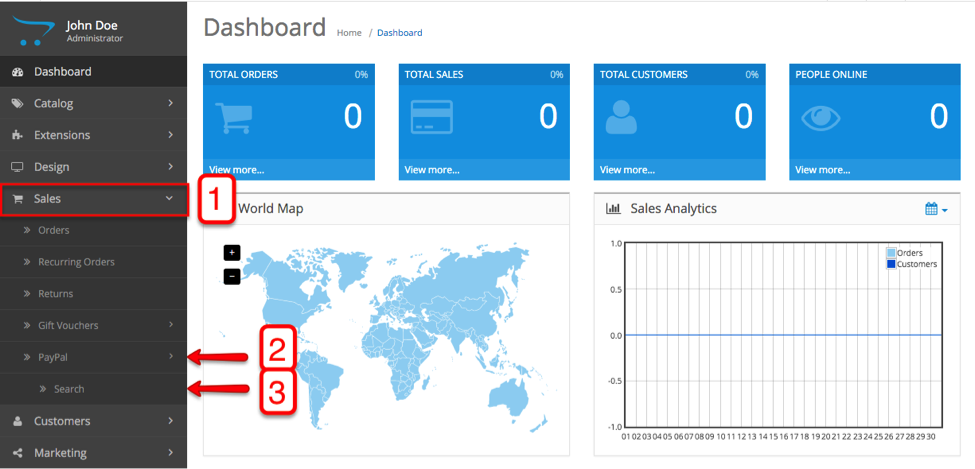 John Doe
Administrator
Dashboard
Catalog
Extensions
Design
Sales
Orders
Recurring Orders
Returns
Gift Vouchers
PayPal
Search
Customers
Marketing
Dashboard
Home / Dashboard
TOTAL ORDERS 0%
0
View more...
TOTAL SALES 0%
0
View more...
TOTAL CUSTOMERS 0%
0
View more...
PEOPLE ONLINE
0
View more...
1
2
3
World Map
+
−
Sales Analytics
Orders
Customers
1.0
0.5
0.0
-0.5
-1.0
01 02 03 04 05 06 07 08 09 10 11 12 13 14 15 16 17 18 19 20 21 22 23 24 25 26 27 28 29 30